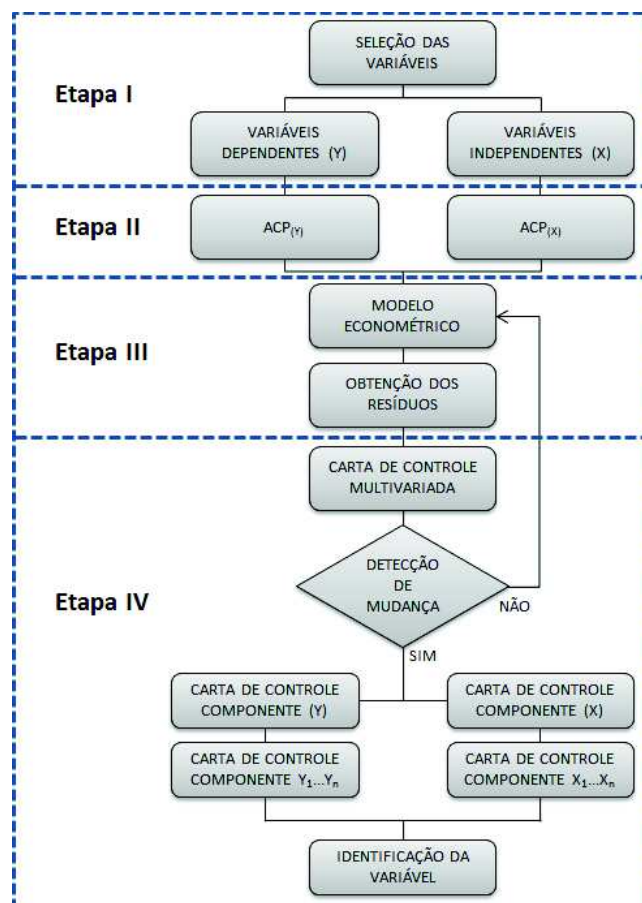 SELEÇÃO DAS
VARIÁVEIS
Etapa I
VARIÁVEIS
DEPENDENTES (Y)
VARIÁVEIS
INDEPENDENTES (X)
Etapa II
ACP(Y)
ACP(X)
MODELO
ECONOMÉTRICO
Etapa III
OBTENÇÃO DOS
RESÍDUOS
CARTA DE CONTROLE
MULTIVARIADA
DETECÇÃO
DE
MUDANÇA
NÃO
Etapa IV
SIM
CARTA DE CONTROLE
COMPONENTE (Y)
CARTA DE CONTROLE
COMPONENTE (X)
CARTA DE CONTROLE
COMPONENTE Y1...Yn
CARTA DE CONTROLE
COMPONENTE X1...Xn
IDENTIFICAÇÃO DA
VARIÁVEL